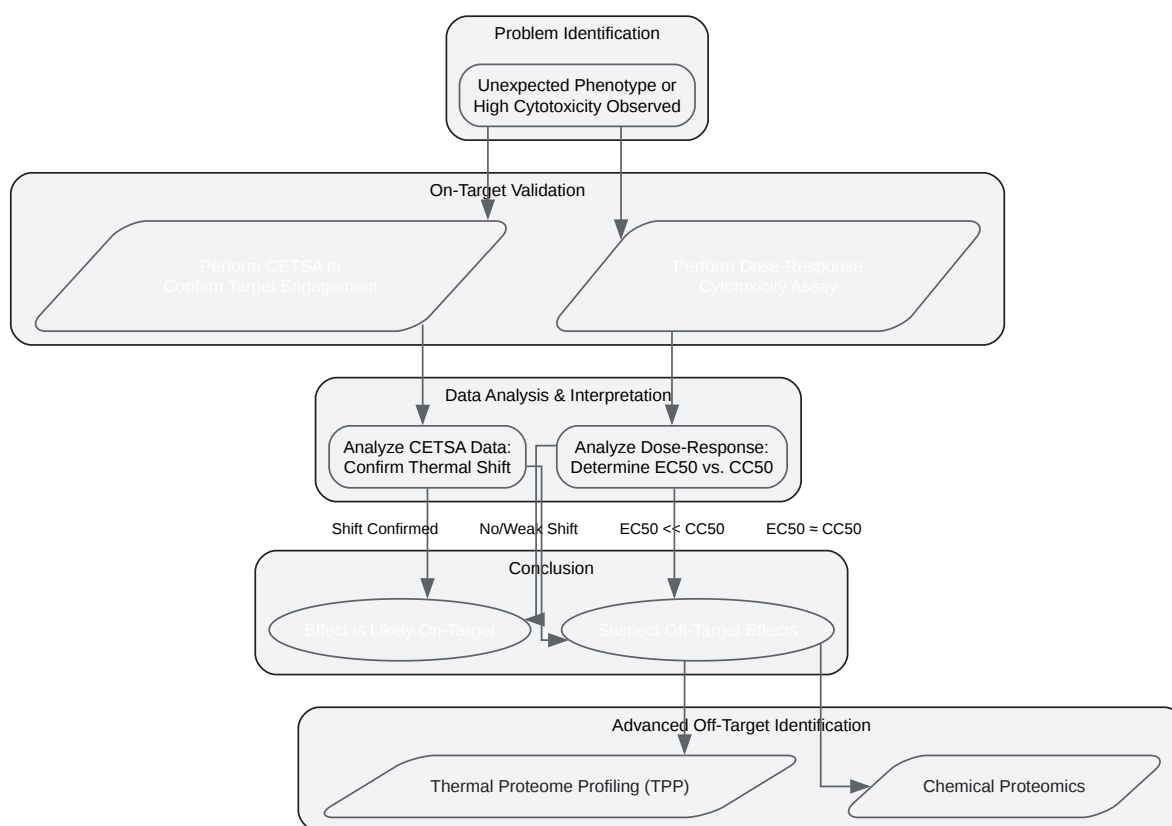 Problem Identification
Unexpected Phenotype or
High Cytotoxicity Observed
On-Target Validation
Perform CETSA to
Confirm Target Engagement
Perform Dose-Response
Cytotoxicity Assay
Data Analysis & Interpretation
Analyze CETSA Data:
Confirm Thermal Shift
Analyze Dose-Response:
Determine EC50 vs. CC50
Shift Confirmed
No/Weak Shift
EC50 << CC50
EC50 ≈ CC50
Conclusion
Effect is Likely On-Target
Suspect Off-Target Effects
Advanced Off-Target Identification
Thermal Proteome Profiling (TPP)
Chemical Proteomics